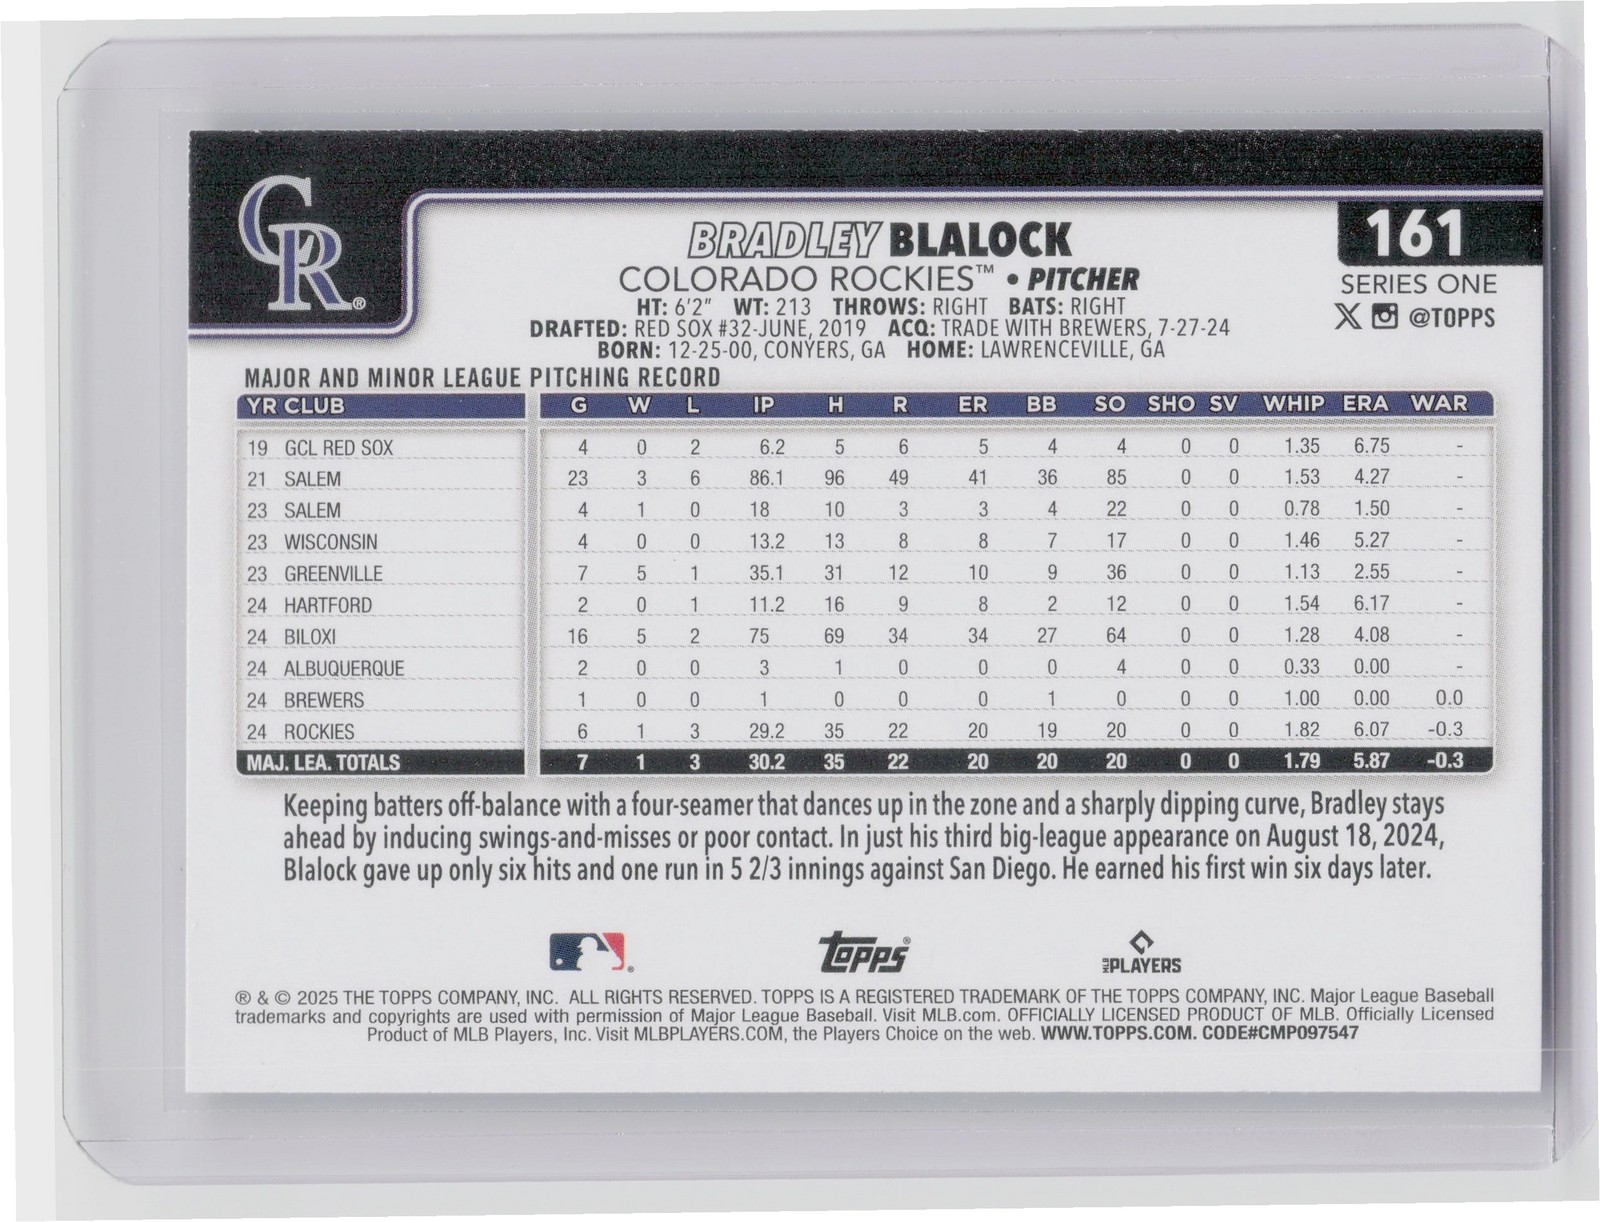 CR®
BRADLEY BLALOCK
161
COLORADO ROCKIES™ • PITCHER
SERIES ONE
HT: 6'2" WT: 213 THROWS: RIGHT BATS: RIGHT
@TOPPS
DRAFTED: RED SOX #32-JUNE, 2019 ACQ: TRADE WITH BREWERS, 7-27-24
BORN: 12-25-00, CONYERS, GA HOME: LAWRENCEVILLE, GA
MAJOR AND MINOR LEAGUE PITCHING RECORD
YR CLUB G W L IP H R ER BB SO SHO SV WHIP ERA WAR
19 GCL RED SOX 4 0 2 6.2 5 6 5 4 4 0 0 1.35 6.75 -
21 SALEM 23 3 6 86.1 96 49 41 36 85 0 0 1.53 4.27 -
23 SALEM 4 1 0 18 10 3 3 4 22 0 0 0.78 1.50 -
23 WISCONSIN 4 0 0 13.2 13 8 8 7 17 0 0 1.46 5.27 -
23 GREENVILLE 7 5 1 35.1 31 12 10 9 36 0 0 1.13 2.55 -
24 HARTFORD 2 0 1 11.2 16 9 8 2 12 0 0 1.54 6.17 -
24 BILOXI 16 5 2 75 69 34 34 27 64 0 0 1.28 4.08 -
24 ALBUQUERQUE 2 0 0 3 1 0 0 0 4 0 0 0.33 0.00 -
24 BREWERS 1 0 0 1 0 0 0 1 0 0 0 1.00 0.00 0.0
24 ROCKIES 6 1 3 29.2 35 22 20 19 20 0 0 1.82 6.07 -0.3
MAJ. LEA. TOTALS 7 1 3 30.2 35 22 20 20 20 0 0 1.79 5.87 -0.3
Keeping batters off-balance with a four-seamer that dances up in the zone and a sharply dipping curve, Bradley stays
ahead by inducing swings-and-misses or poor contact. In just his third big-league appearance on August 18, 2024,
Blalock gave up only six hits and one run in 5 2/3 innings against San Diego. He earned his first win six days later.
Topps® MLB PLAYERS
® & © 2025 THE TOPPS COMPANY, INC. ALL RIGHTS RESERVED. TOPPS IS A REGISTERED TRADEMARK OF THE TOPPS COMPANY, INC. Major League Baseball
trademarks and copyrights are used with permission of Major League Baseball. Visit MLB.com. OFFICIALLY LICENSED PRODUCT OF MLB. Officially Licensed
Product of MLB Players, Inc. Visit MLBPLAYERS.COM, the Players Choice on the web. WWW.TOPPS.COM. CODE#CMP097547